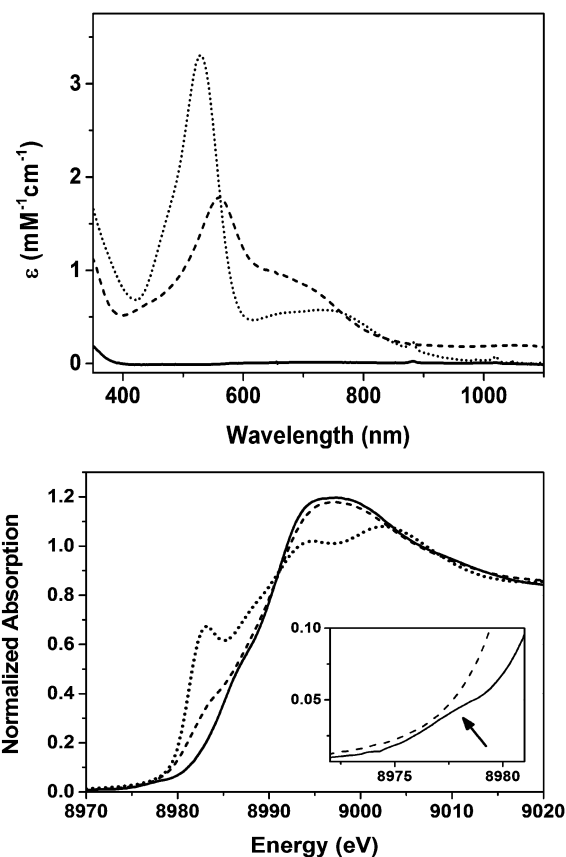 ε (mM-1cm-1)
3
2
1
0
400 600 800 1000
Wavelength (nm)
Normalized Absorption
1.2
1.0
0.8
0.6
0.4
0.2
0.0
0.10
0.05
8975 8980
8970 8980 8990 9000 9010 9020
Energy (eV)